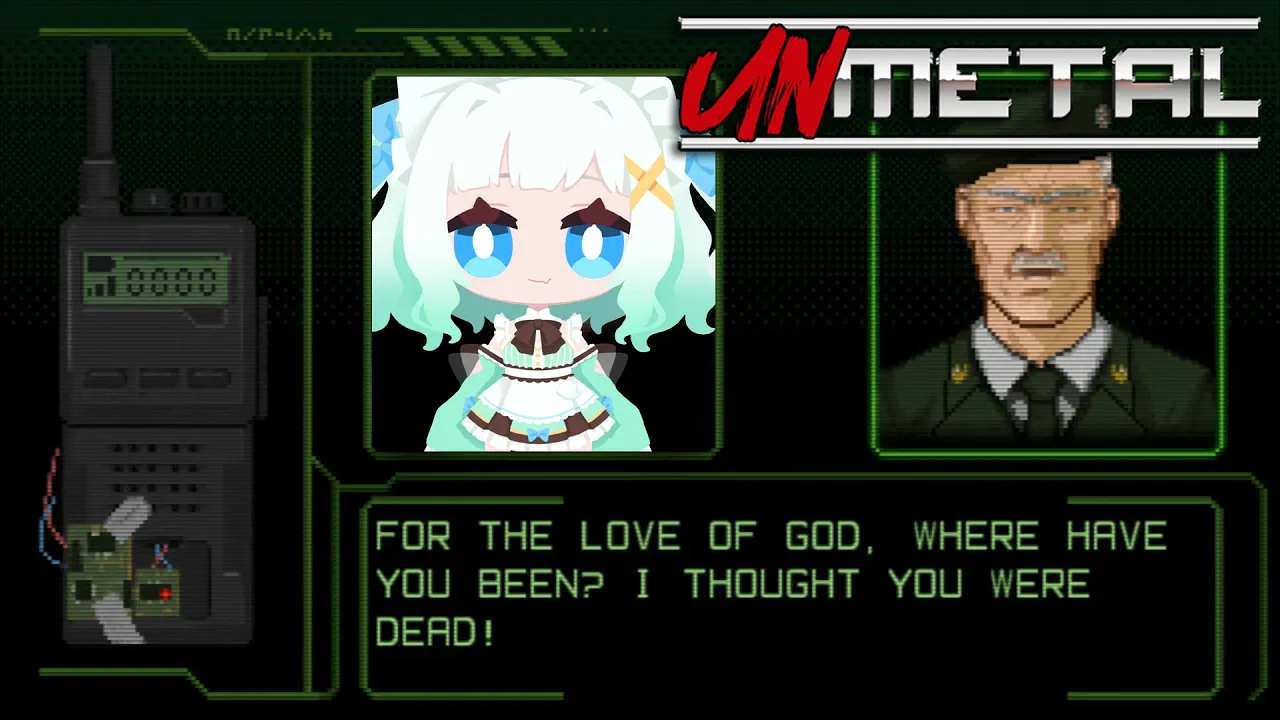 UNMETAL
0000
FOR THE LOVE OF GOD, WHERE HAVE
YOU BEEN? I THOUGHT YOU WERE
DEAD!